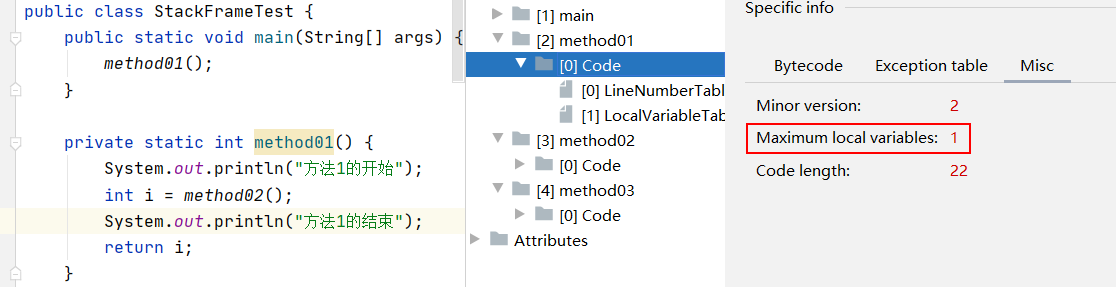 public class StackFrameTest {
public static void main(String[] args) {
method01();
}
private static int method01() {
System.out.println("方法1的开始");
int i = method02();
System.out.println("方法1的结束");
return i;
}
[1] main
[2] method01
[0] Code
[0] LineNumberTabl
[1] LocalVariableTab
[3] method02
[0] Code
[4] method03
[0] Code
Attributes
Specific info
Bytecode Exception table Misc
Minor version: 2
Maximum local variables: 1
Code length: 22